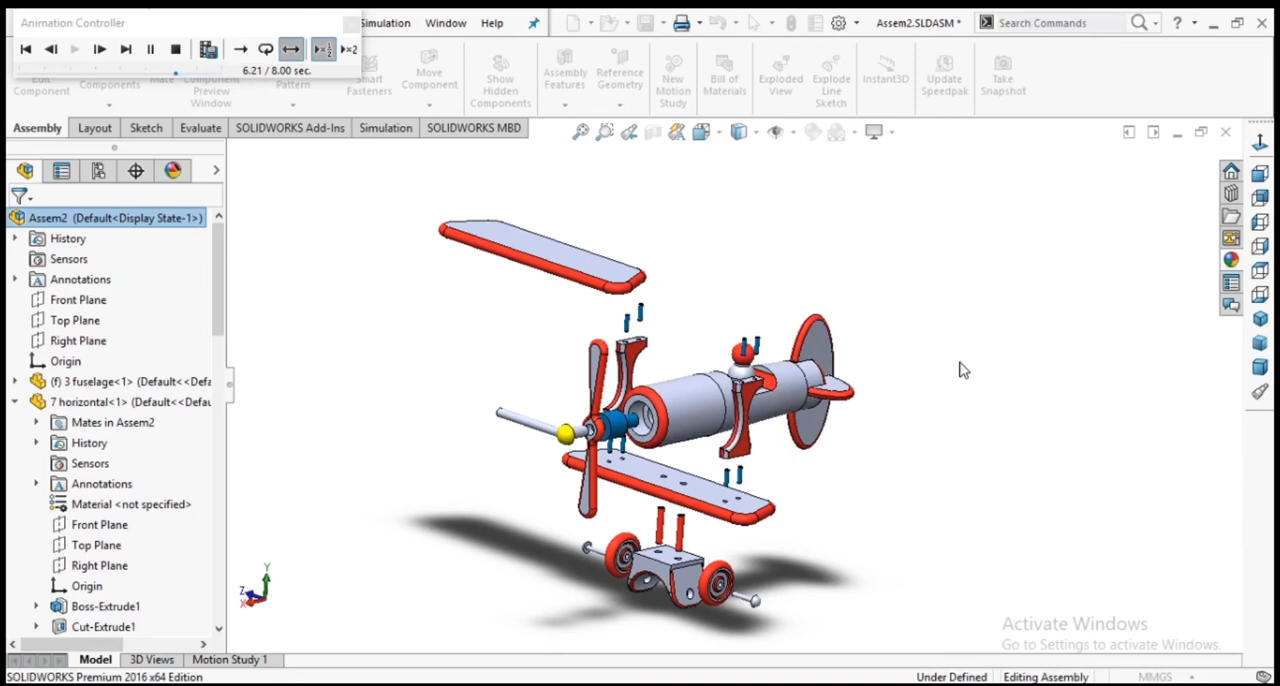 Animation Controller
Simulation Window Help
Assem2.SLDASM *
Search Commands
?
6.21 / 8.00 sec.
Edit Component
Components
Mate
Component Preview Window
Pattern
Smart Fasteners
Move Component
Show Hidden Components
Assembly Features
Reference Geometry
New Motion Study
Bill of Materials
Exploded View
Explode Line Sketch
Instant3D
Update Speedpak
Take Snapshot
Assembly Layout Sketch Evaluate SOLIDWORKS Add-Ins Simulation SOLIDWORKS MBD
Assem2 (Default<Display State-1>)
History
Sensors
Annotations
Front Plane
Top Plane
Right Plane
Origin
(f) 3 fuselage<1> (Default<<Defa
7 horizontal<1> (Default<<Defau
Mates in Assem2
History
Sensors
Annotations
Material <not specified>
Front Plane
Top Plane
Right Plane
Origin
Boss-Extrude1
Cut-Extrude1
Y
Z
X
Activate Windows
Go to Settings to activate Windows.
Model 3D Views Motion Study 1
SOLIDWORKS Premium 2016 x64 Edition
Under Defined Editing Assembly MMGS